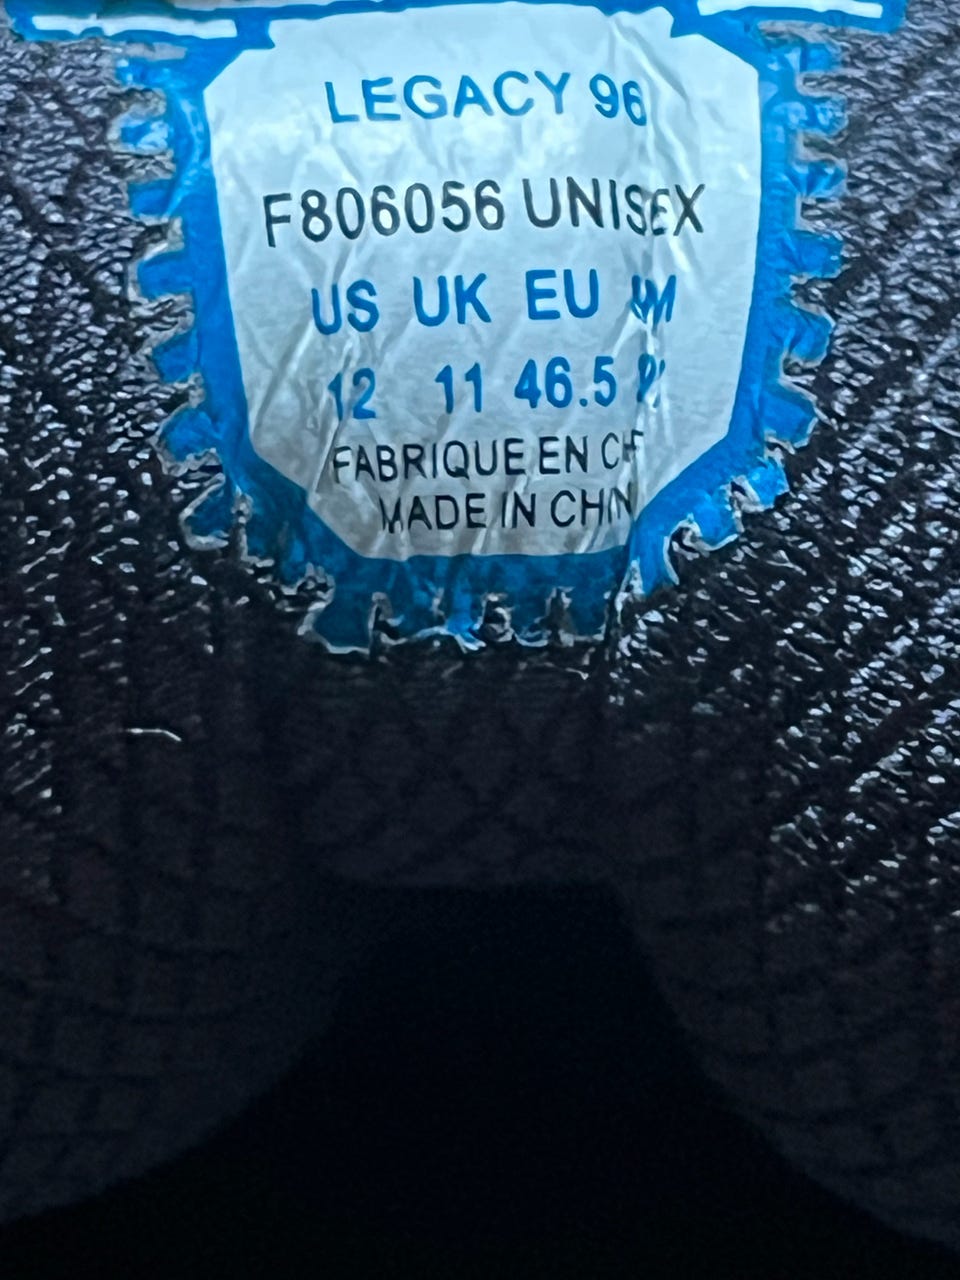 LEGACY 96
F806056 UNISEX
US UK EU
12 11 46.5
FABRIQUE EN
MADE IN